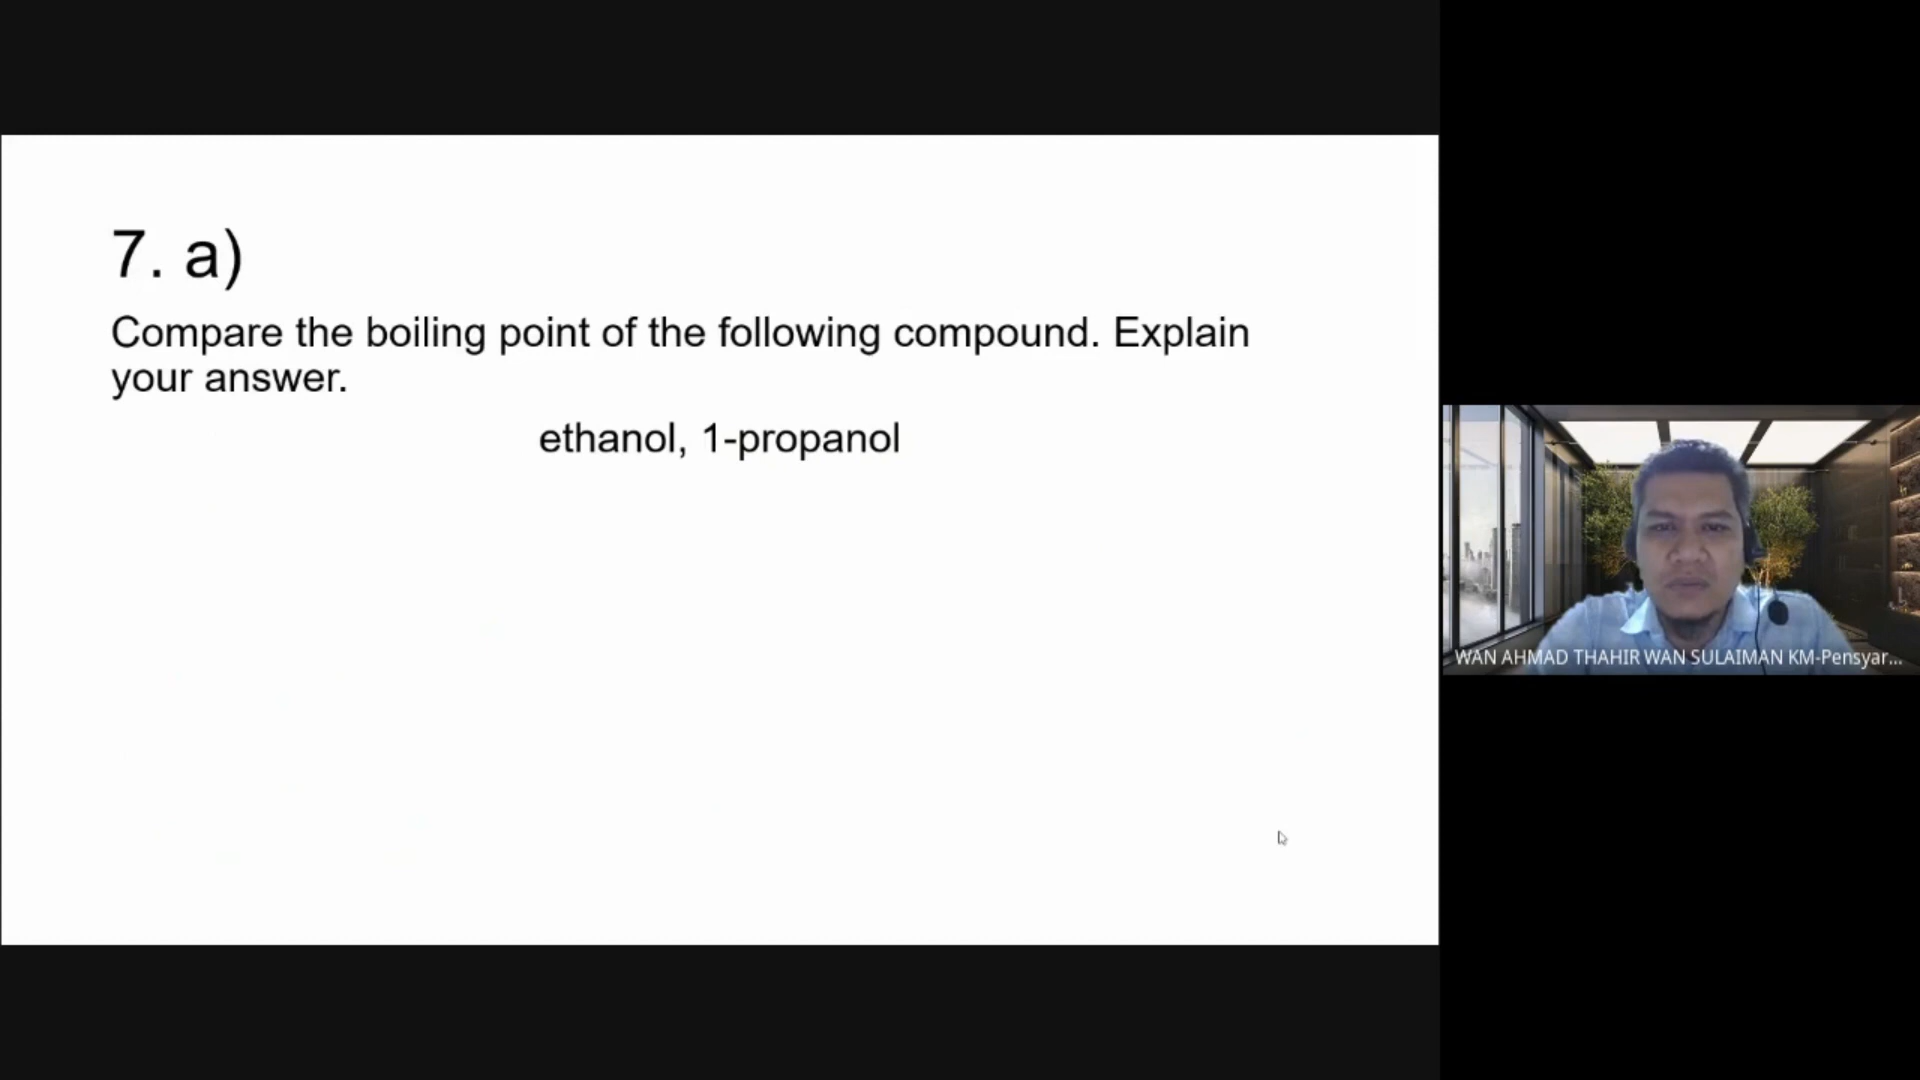 7. a)
Compare the boiling point of the following compound. Explain
your answer.
ethanol, 1-propanol
WAN AHMAD THAHIR WAN SULAIMAN KM-Pensyar...